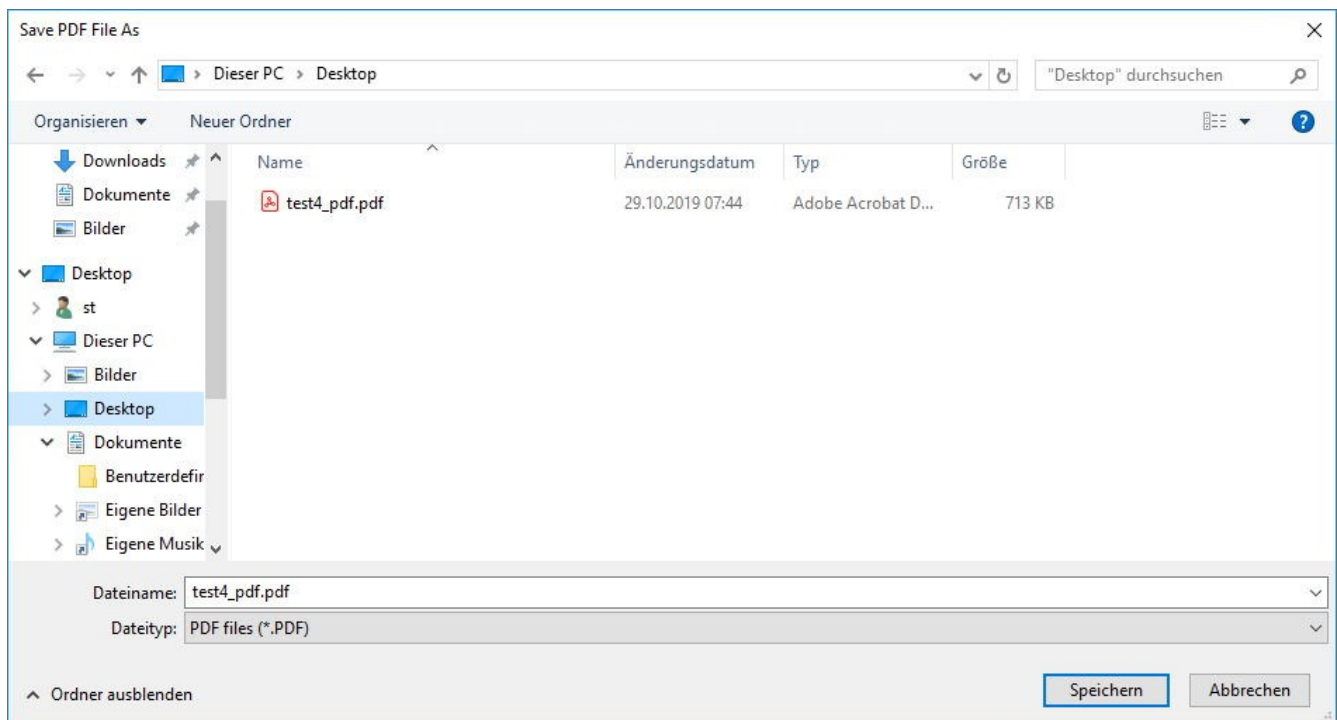 Save PDF File As
Dieser PC > Desktop
"Desktop" durchsuchen
Organisieren
Neuer Ordner
Name
Änderungsdatum
Typ
Größe
test4_pdf.pdf
29.10.2019 07:44
Adobe Acrobat D...
713 KB
Downloads
Dokumente
Bilder
Desktop
st
Dieser PC
Bilder
Desktop
Dokumente
Benutzerdefir
Eigene Bilder
Eigene Musik
Dateiname: test4_pdf.pdf
Dateityp: PDF files (*.PDF)
Ordner ausblenden
Speichern
Abbrechen